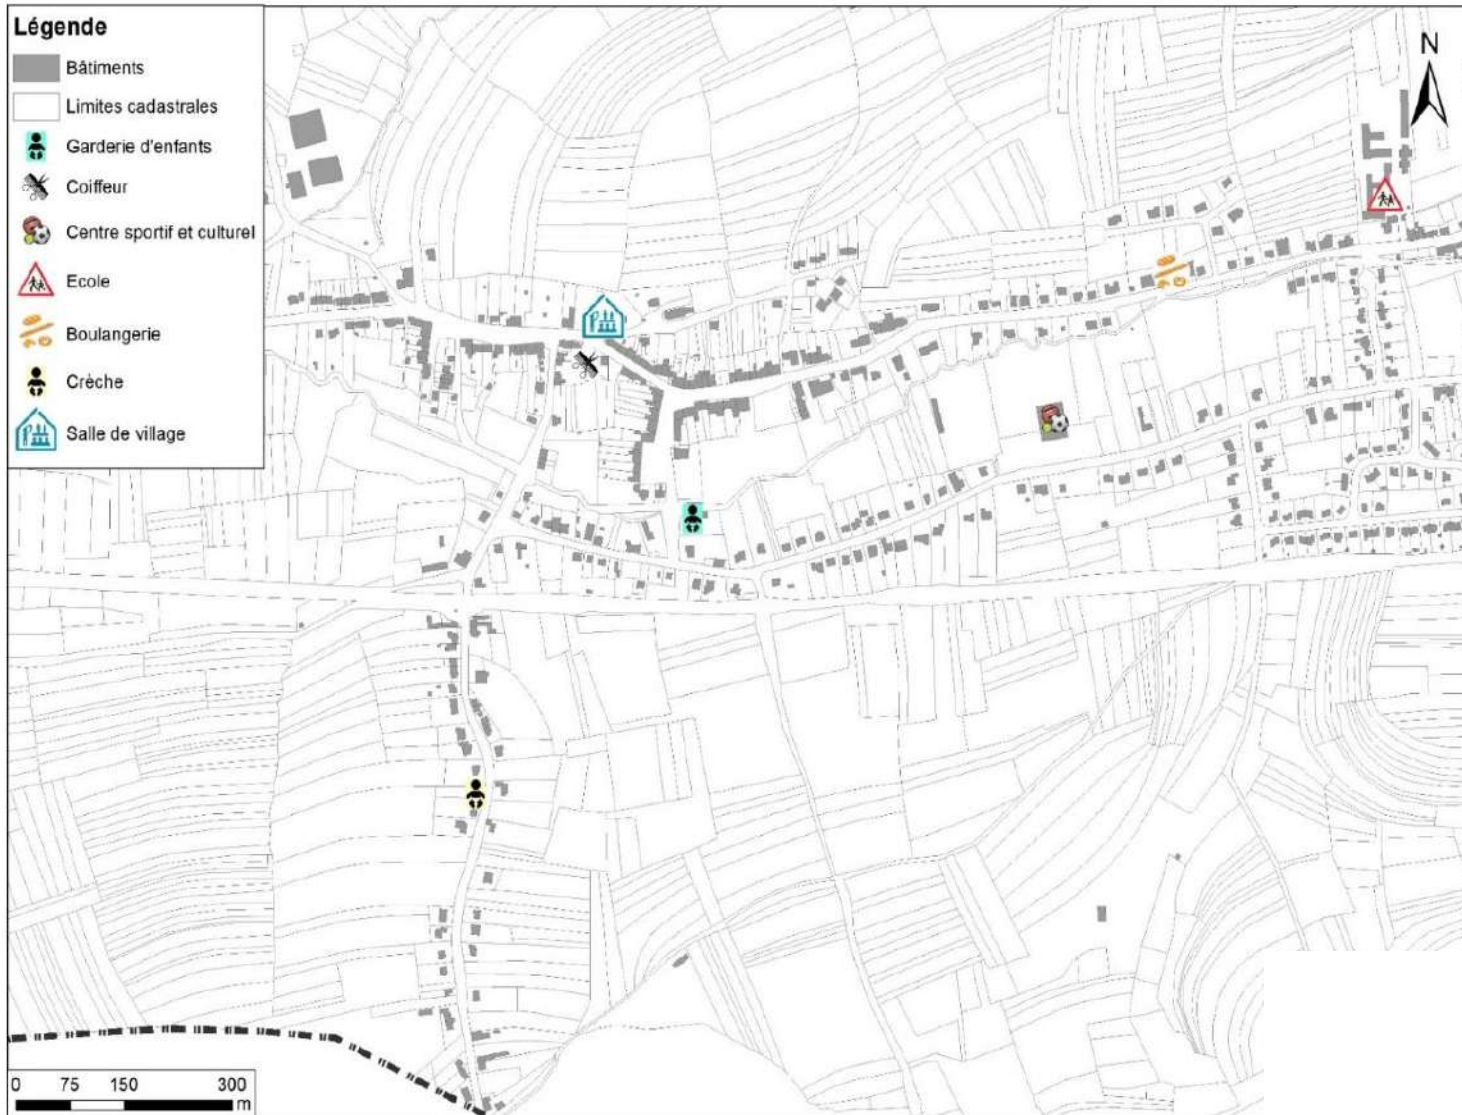 Légende
Bâtiments
Limites cadastrales
Garderie d'enfants
Coiffeur
Centre sportif et culturel
Ecole
Boulangerie
Crèche
Salle de village
N
0 75 150 300
m